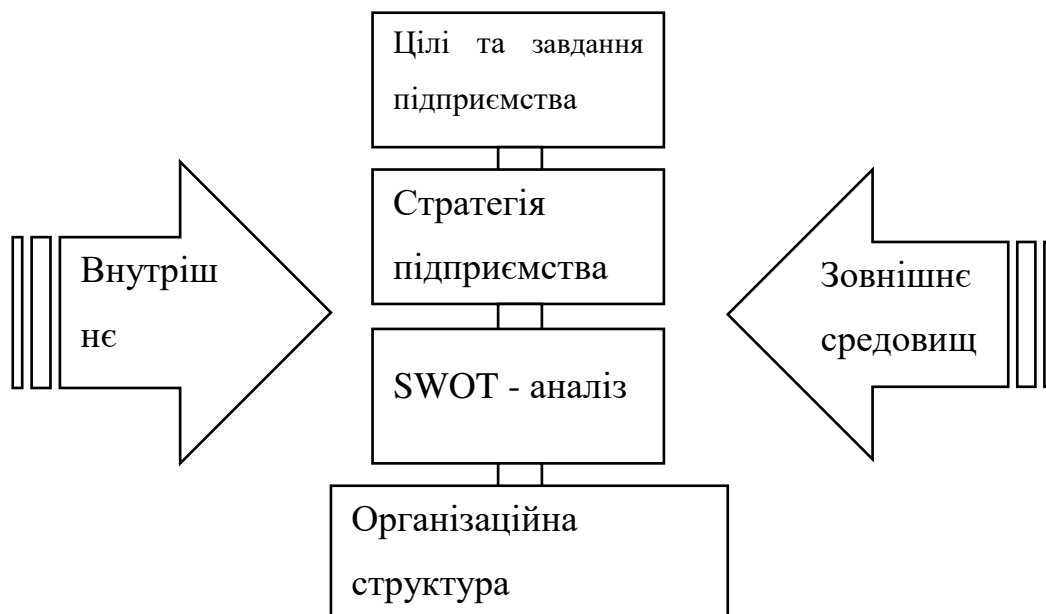 Цілі та завдання
підприємства
Стратегія
підприємства
Внутріш
нє
Зовнішнє
средовищ
SWOT - аналіз
Організаційна
структура